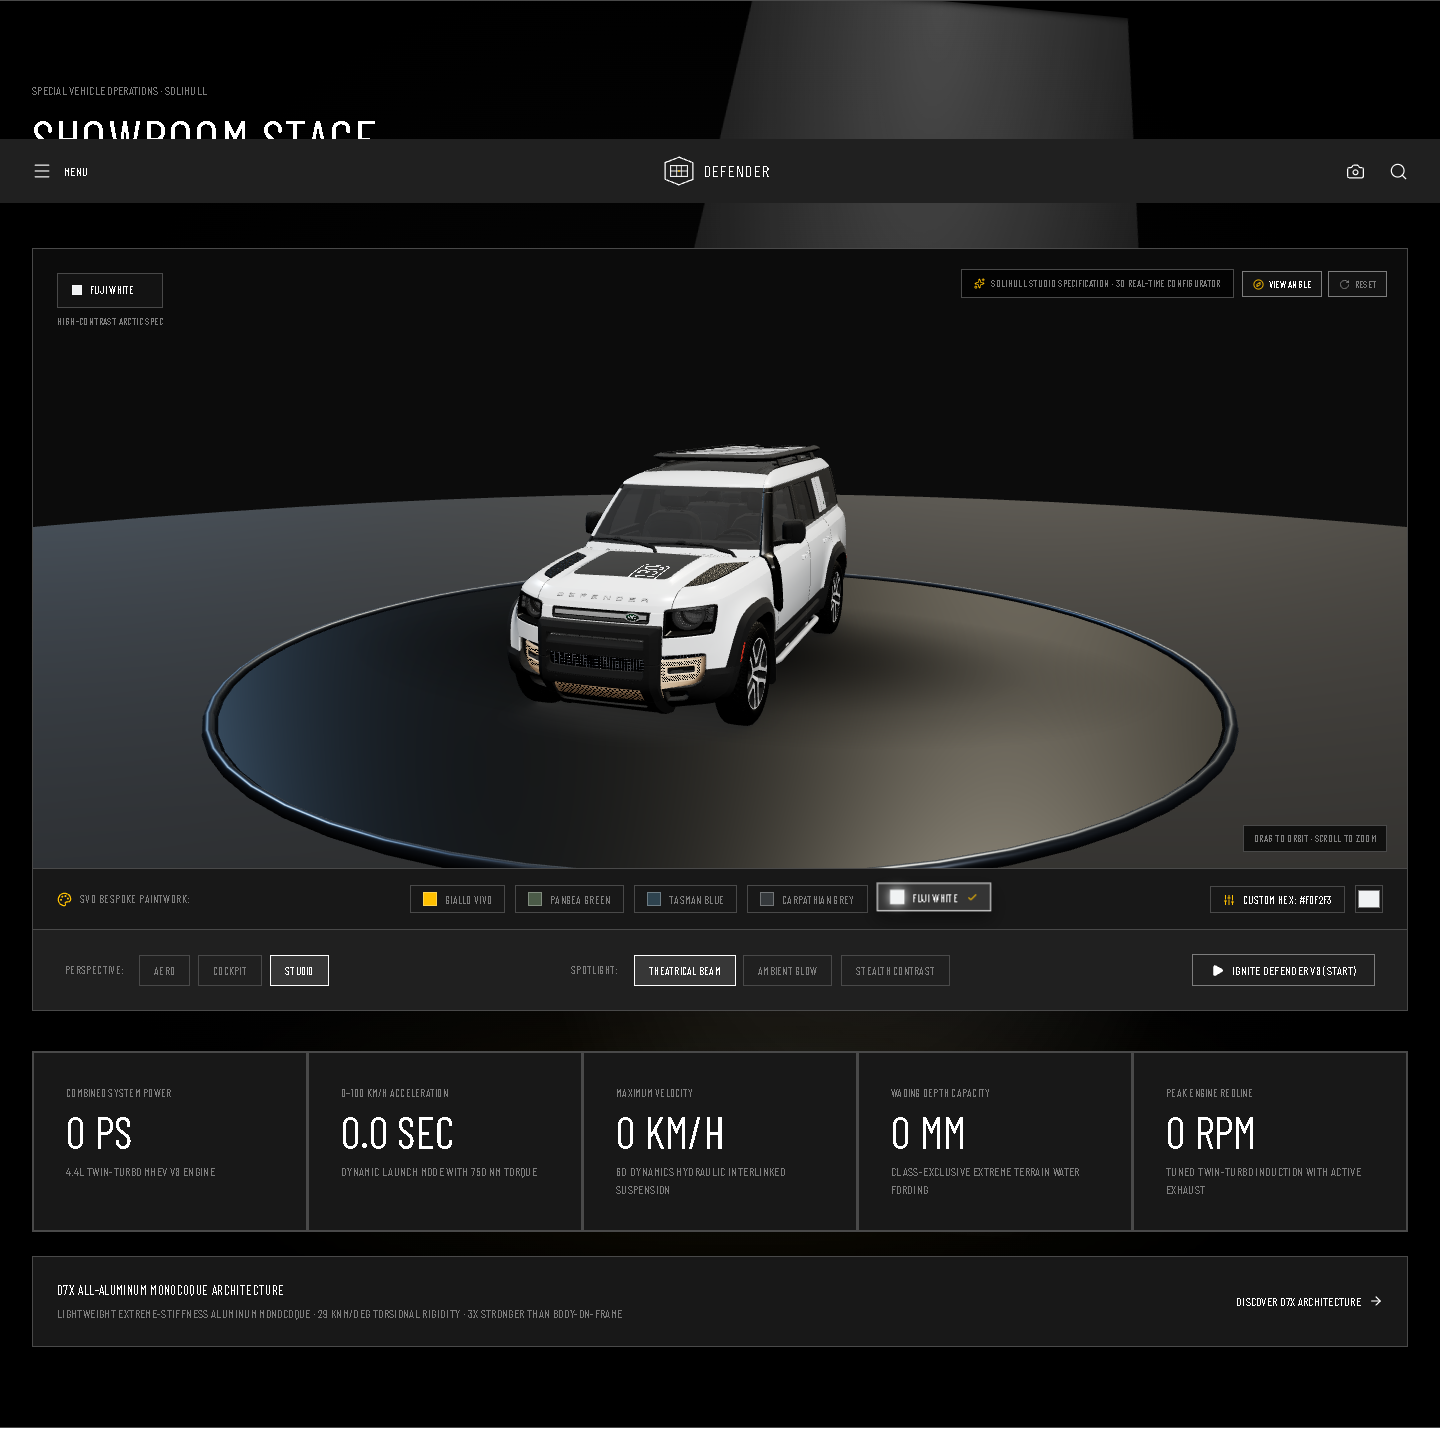 SPECIAL VEHICLE OPERATIONS · SOLIHULL
SHOWROOM STAGE
MENU
DEFENDER
FUJI WHITE
HIGH-CONTRAST ARCTIC SPEC
SOLIHULL STUDIO SPECIFICATION · 3D REAL-TIME CONFIGURATOR
VIEW ANGLE
RESET
DEFENDER
DRAG TO ORBIT · SCROLL TO ZOOM
SVO BESPOKE PAINTWORK:
GIALLO VIVO
PANGEA GREEN
TASMAN BLUE
CARPATHIAN GREY
FUJI WHITE
CUSTOM HEX: #F0F2F3
PERSPECTIVE:
AERO
COCKPIT
STUDIO
SPOTLIGHT:
THEATRICAL BEAM
AMBIENT GLOW
STEALTH CONTRAST
IGNITE DEFENDER V8 (START)
COMBINED SYSTEM POWER
0 PS
4.4L TWIN-TURBO MHEV V8 ENGINE
0-100 KM/H ACCELERATION
0.0 SEC
DYNAMIC LAUNCH MODE WITH 750 NM TORQUE
MAXIMUM VELOCITY
0 KM/H
6D DYNAMICS HYDRAULIC INTERLINKED
SUSPENSION
WADING DEPTH CAPACITY
0 MM
CLASS-EXCLUSIVE EXTREME TERRAIN WATER
FORDING
PEAK ENGINE REDLINE
0 RPM
TUNED TWIN-TURBO INDUCTION WITH ACTIVE
EXHAUST
D7X ALL-ALUMINUM MONOCOQUE ARCHITECTURE
LIGHTWEIGHT EXTREME-STIFFNESS ALUMINUM MONOCOQUE · 29 KNM/DEG TORSIONAL RIGIDITY · 3X STRONGER THAN BODY-ON-FRAME
DISCOVER D7X ARCHITECTURE